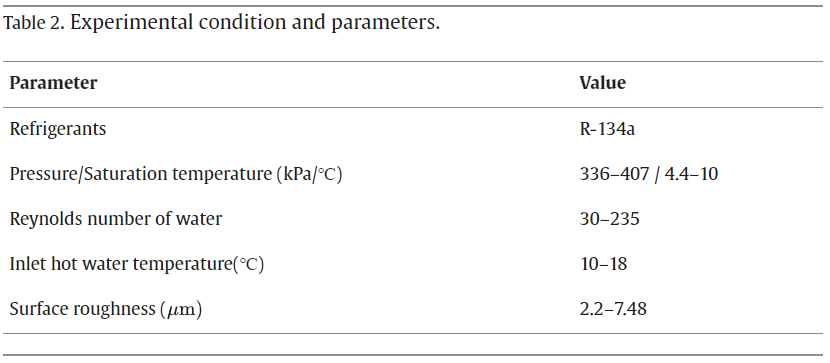 Table 2. Experimental condition and parameters.
Parameter Value
Refrigerants R-134a
Pressure/Saturation temperature (kPa/°C) 336–407 / 4.4–10
Reynolds number of water 30–235
Inlet hot water temperature(°C) 10–18
Surface roughness (μm) 2.2–7.48